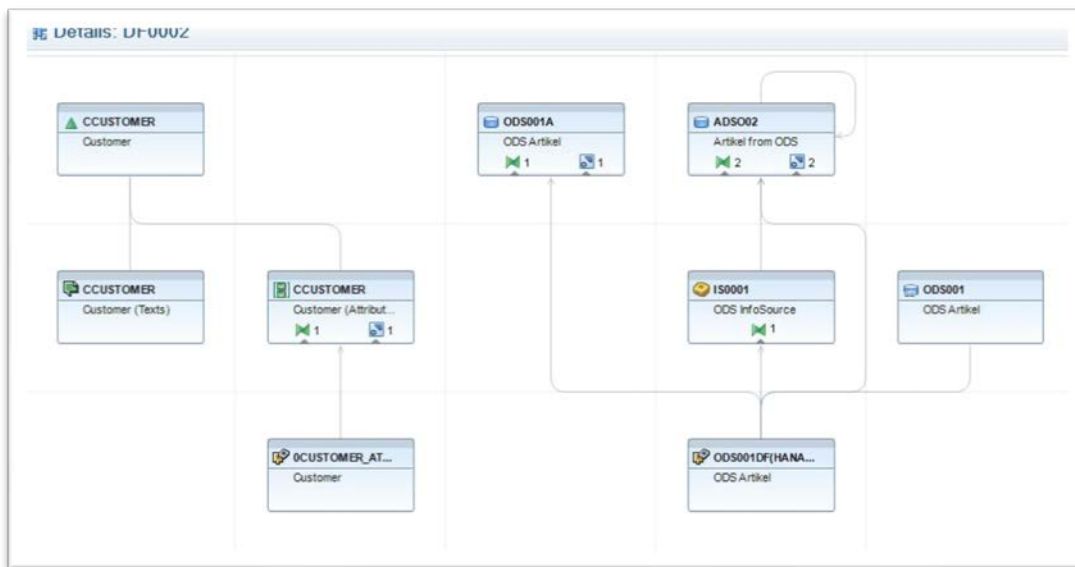 Details: DF0002
CCUSTOMER
Customer
ODS001A
ODS Artikel
1 1
ADSO02
Artikel from ODS
2 2
CCUSTOMER
Customer (Texts)
CCUSTOMER
Customer (Attribut...
1 1
IS0001
ODS InfoSource
1
ODS001
ODS Artikel
0CUSTOMER_AT...
Customer
ODS001DF(HANA...
ODS Artikel